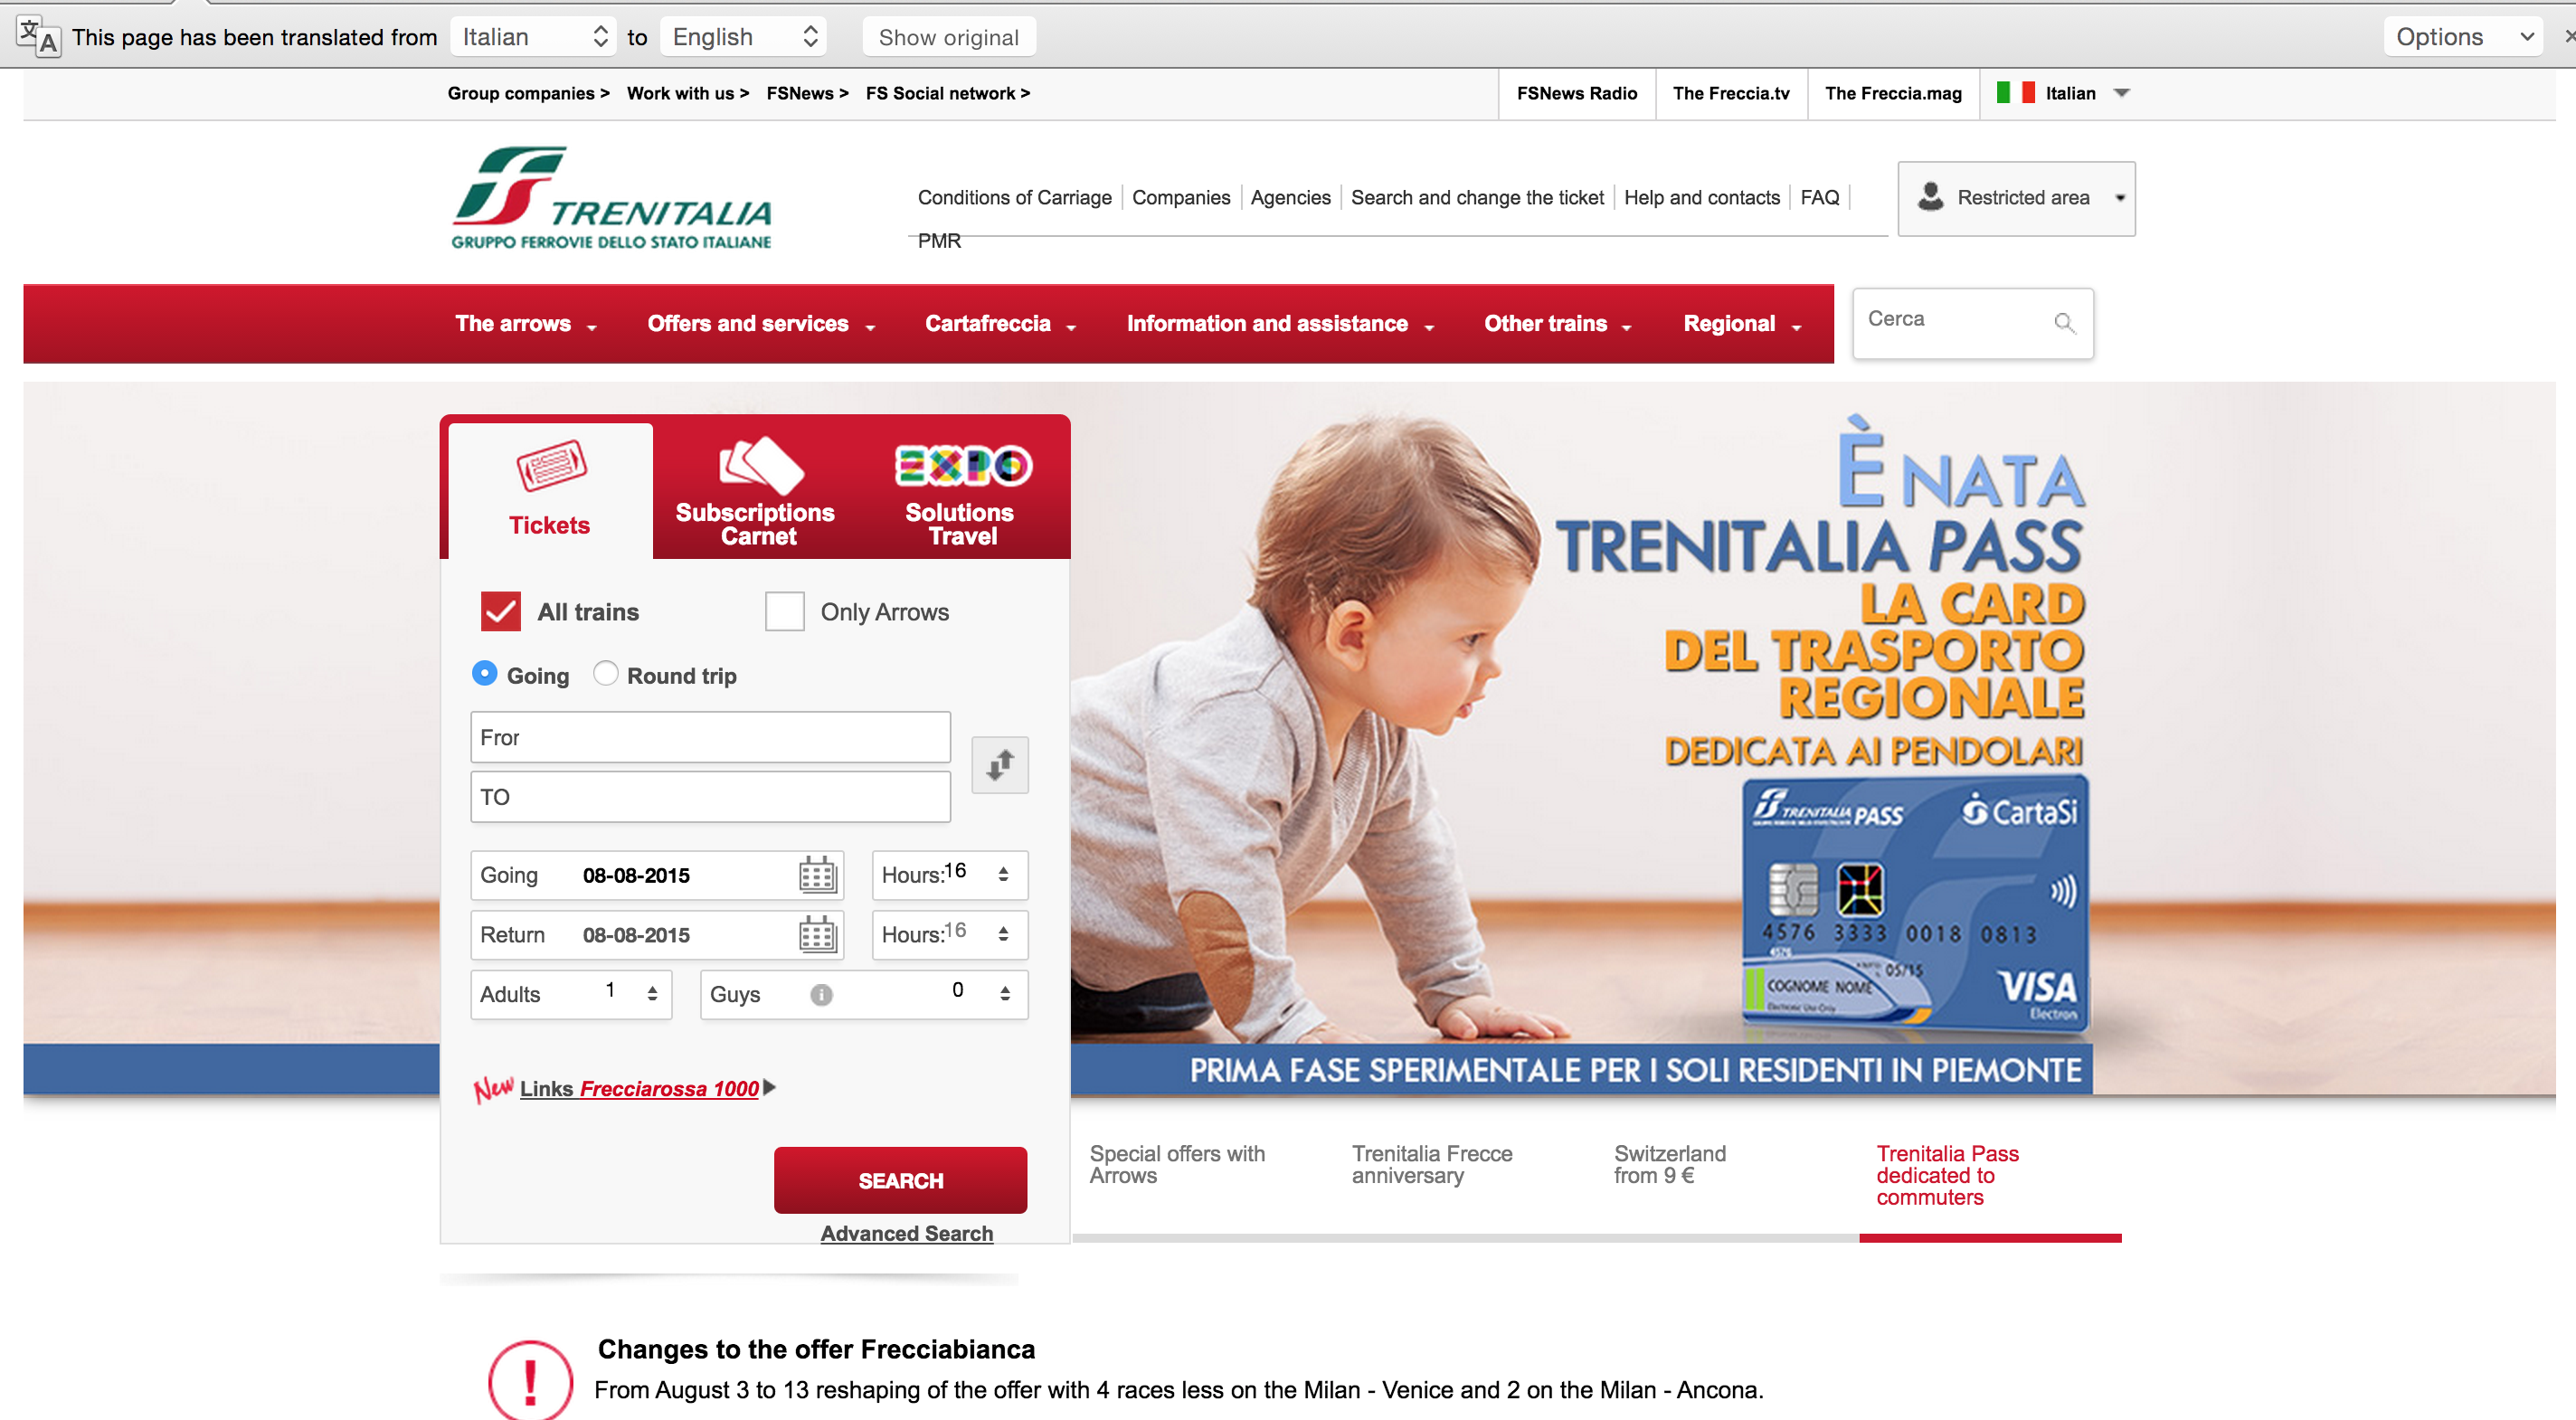 This page has been translated from Italian to English Show original Options
Group companies > Work with us > FSNews > FS Social network > FSNews Radio The Freccia.tv The Freccia.mag Italian
TRENITALIA
GRUPPO FERROVIE DELLO STATO ITALIANE
Conditions of Carriage Companies Agencies Search and change the ticket Help and contacts FAQ
PMR
Restricted area
The arrows Offers and services Cartafreccia Information and assistance Other trains Regional
Cerca
Tickets
Subscriptions
Carnet
EXPO
Solutions
Travel
All trains Only Arrows
Going Round trip
Fror
TO
Going 08-08-2015 Hours: 16
Return 08-08-2015 Hours: 16
Adults 1 Guys 0
New Links Frecciarossa 1000
SEARCH
Advanced Search
È NATA
TRENITALIA PASS
LA CARD
DEL TRASPORTO
REGIONALE
DEDICATA AI PENDOLARI
TRENITALIA PASS CartaSi
4576 3333 0018 0813
4576
05/15
COGNOME NOME
Electronic Use Only
VISA
Electron
PRIMA FASE SPERIMENTALE PER I SOLI RESIDENTI IN PIEMONTE
Special offers with
Arrows
Trenitalia Frecce
anniversary
Switzerland
from 9 €
Trenitalia Pass
dedicated to
commuters
Changes to the offer Frecciabianca
From August 3 to 13 reshaping of the offer with 4 races less on the Milan - Venice and 2 on the Milan - Ancona.